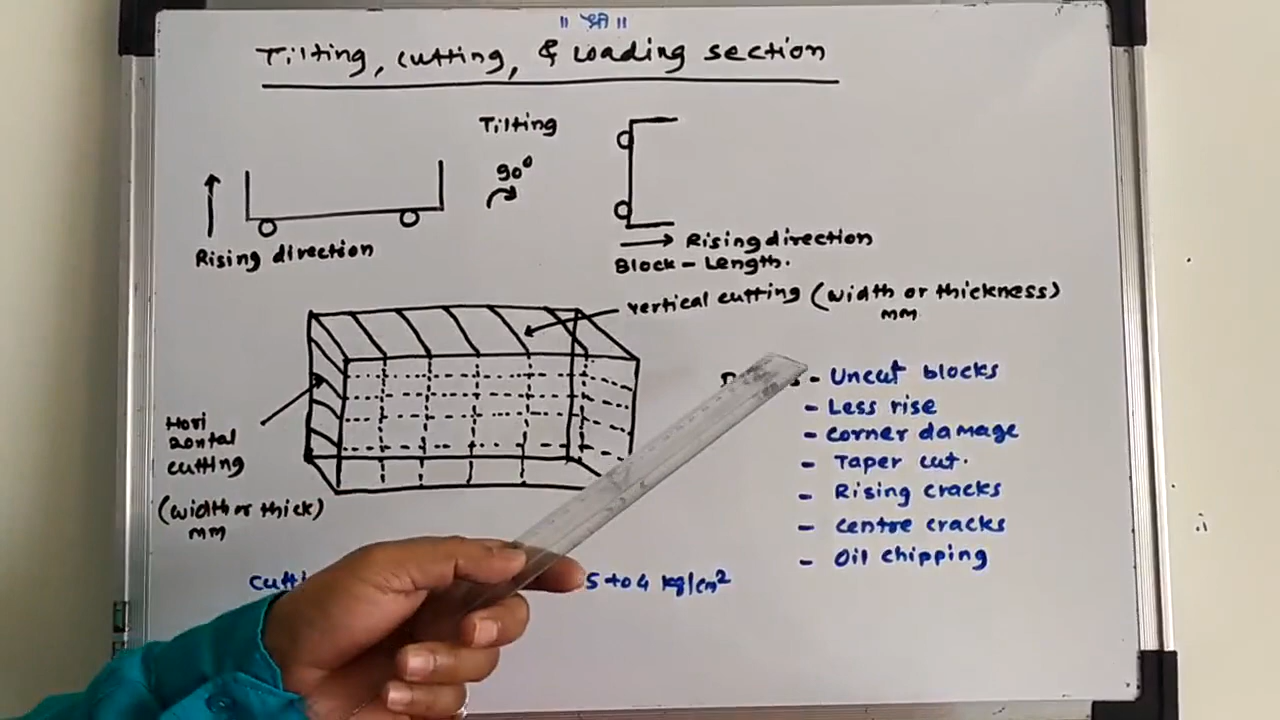 ॥ श्री ॥
Tilting, cutting, & Loading section
Tilting
90°
Rising direction
Rising direction
Block - Length.
vertical cutting (width or thickness)
mm
Hori
zontal
cutting
(width or thick)
mm
- Uncut blocks
- Less rise
- corner damage
- Taper cut.
- Rising cracks
- centre cracks
- Oil chipping
5 to 4 kg/cm²